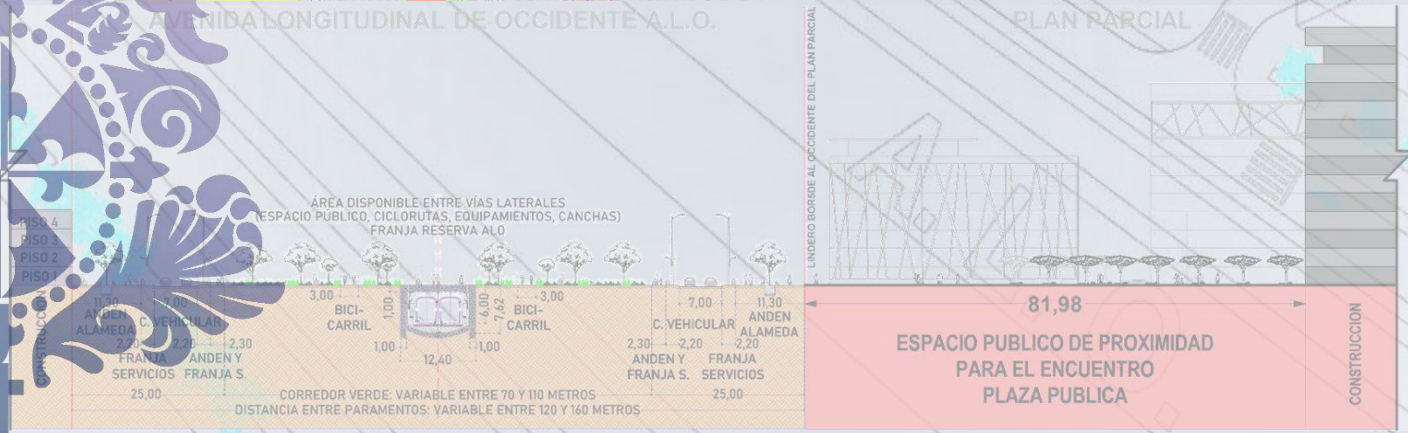 AVENIDA LONGITUDINAL DE OCCIDENTE A.L.O.
PLAN PARCIAL
LINDERO BORSDE AL OCCIDENTE DEL PLAN PARCIAL
ÁREA DISPONIBLE ENTRE VÍAS LATERALES
(ESPACIO PÚBLICO, CICLORUTAS, EQUIPAMIENTOS, CANCHAS)
FRANJA RESERVA ALO
PISO 4
PISO 3
PISO 2
PISO 1
CONSTRUCCION
11,30
ANDEN
ALAMEDA
7,00
C. VEHICULAR
2,20
2,20
2,30
FRANJA
SERVICIOS
ANDEN Y
FRANJA S.
25,00
3,00
BICI-
CARRIL
1,00
6,00
7,62
1,00
12,40
1,00
3,00
BICI-
CARRIL
7,00
C. VEHICULAR
11,30
ANDEN
ALAMEDA
2,30
2,20
2,20
ANDEN Y
FRANJA S.
FRANJA
SERVICIOS
25,00
CORREDOR VERDE: VARIABLE ENTRE 70 Y 110 METROS
DISTANCIA ENTRE PARAMENTOS: VARIABLE ENTRE 120 Y 160 METROS
81,98
ESPACIO PUBLICO DE PROXIMIDAD
PARA EL ENCUENTRO
PLAZA PUBLICA
CONSTRUCCION